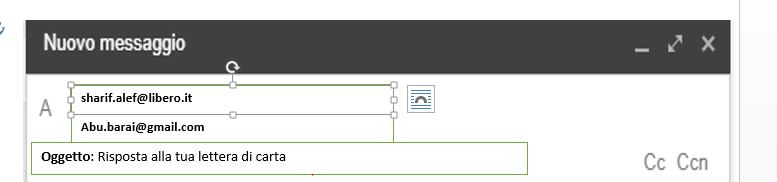 Nuovo messaggio
A
sharif.alef@libero.it
Abu.barai@gmail.com
Oggetto: Risposta alla tua lettera di carta
Cc Ccn